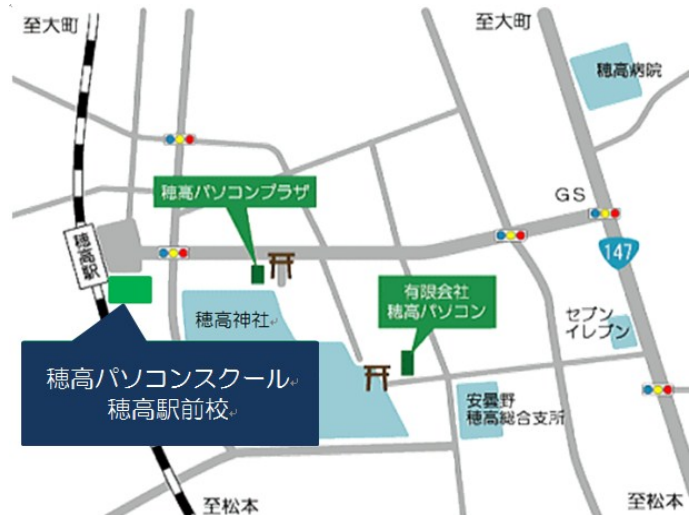 至大町
至大町
穂高病院
穂高パソコンプラザ
GS
穂高駅
147
有限会社
穂高パソコン
穂高神社
セブン
イレブン
穂高パソコンスクール
穂高駅前校
安曇野
穂高総合支所
至松本
至松本